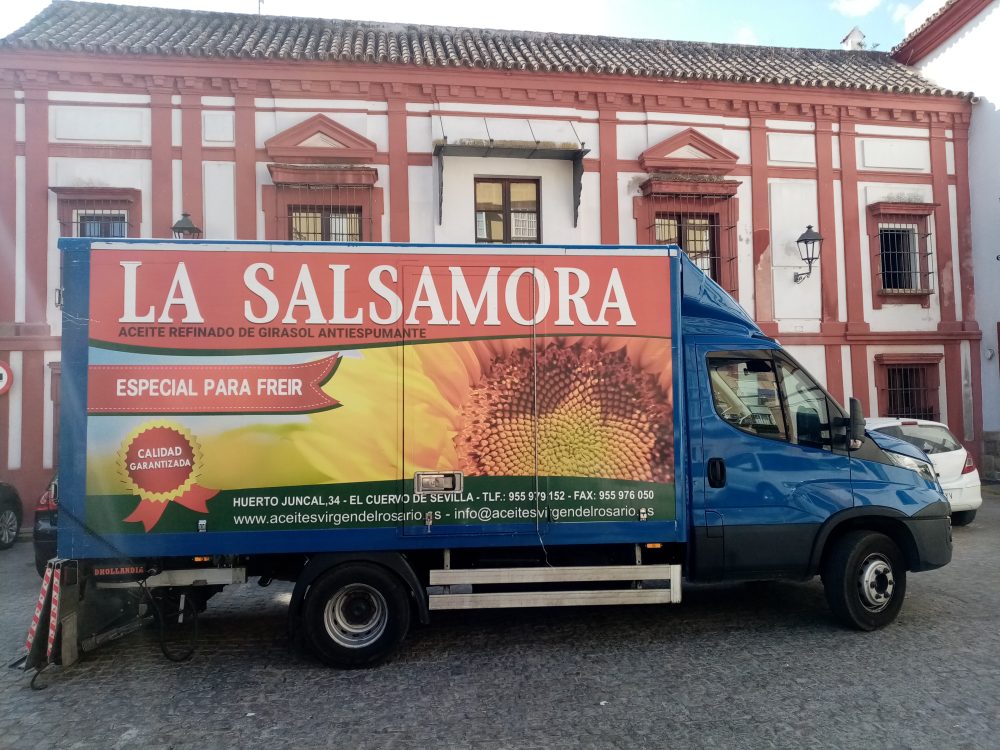 LA SALSAMORA
ACEITE REFINADO DE GIRASOL ANTIESPUMANTE
ESPECIAL PARA FREIR
CALIDAD
GARANTIZADA
HUERTO JUNCAL,34 - EL CUERVO DE SEVILLA - TLF.: 955 979 152 - FAX: 955 976 050
www.aceitesvirgendelrosario.es - info@aceitesvirgendelrosario.es
DHOLLANDIA